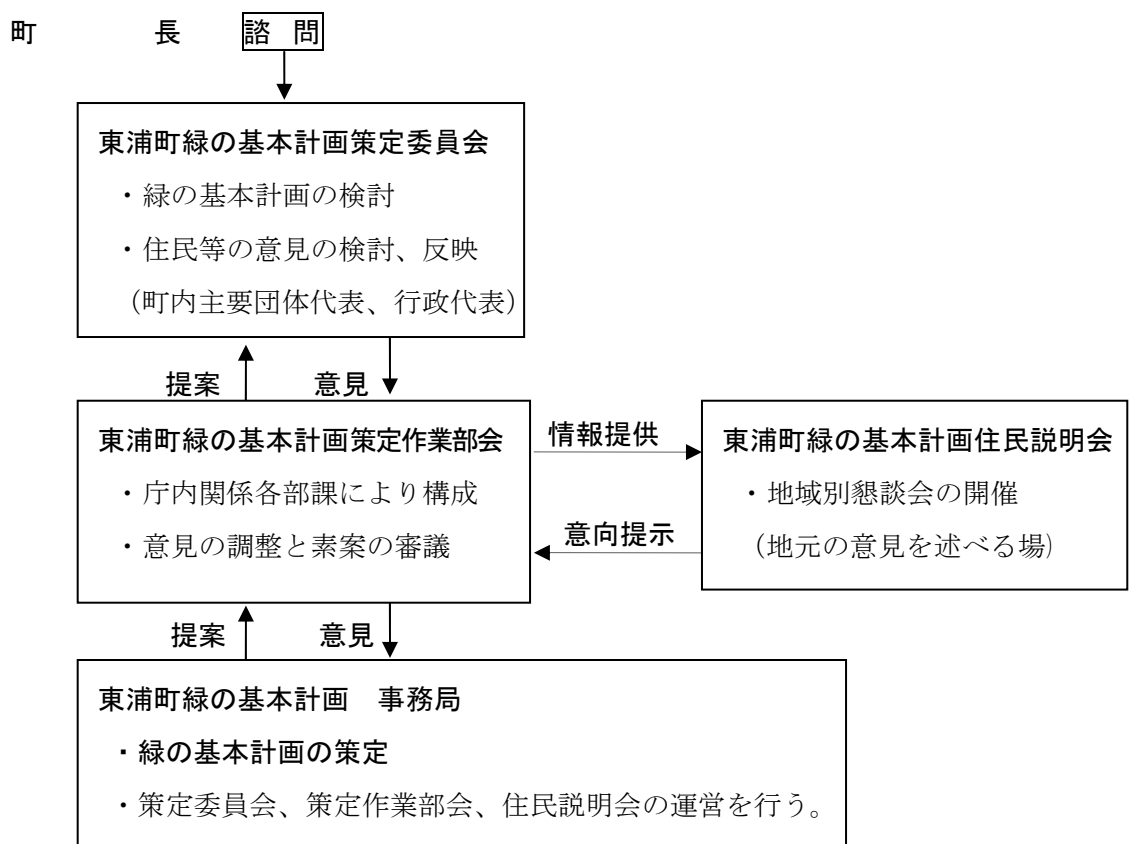 町　長　諮 問
東浦町緑の基本計画策定委員会
・緑の基本計画の検討
・住民等の意見の検討、反映
（町内主要団体代表、行政代表）
提案　意見
東浦町緑の基本計画策定作業部会
・庁内関係各部課により構成
・意見の調整と素案の審議
情報提供
意向提示
東浦町緑の基本計画住民説明会
・地域別懇談会の開催
（地元の意見を述べる場）
提案　意見
東浦町緑の基本計画　事務局
・緑の基本計画の策定
・策定委員会、策定作業部会、住民説明会の運営を行う。